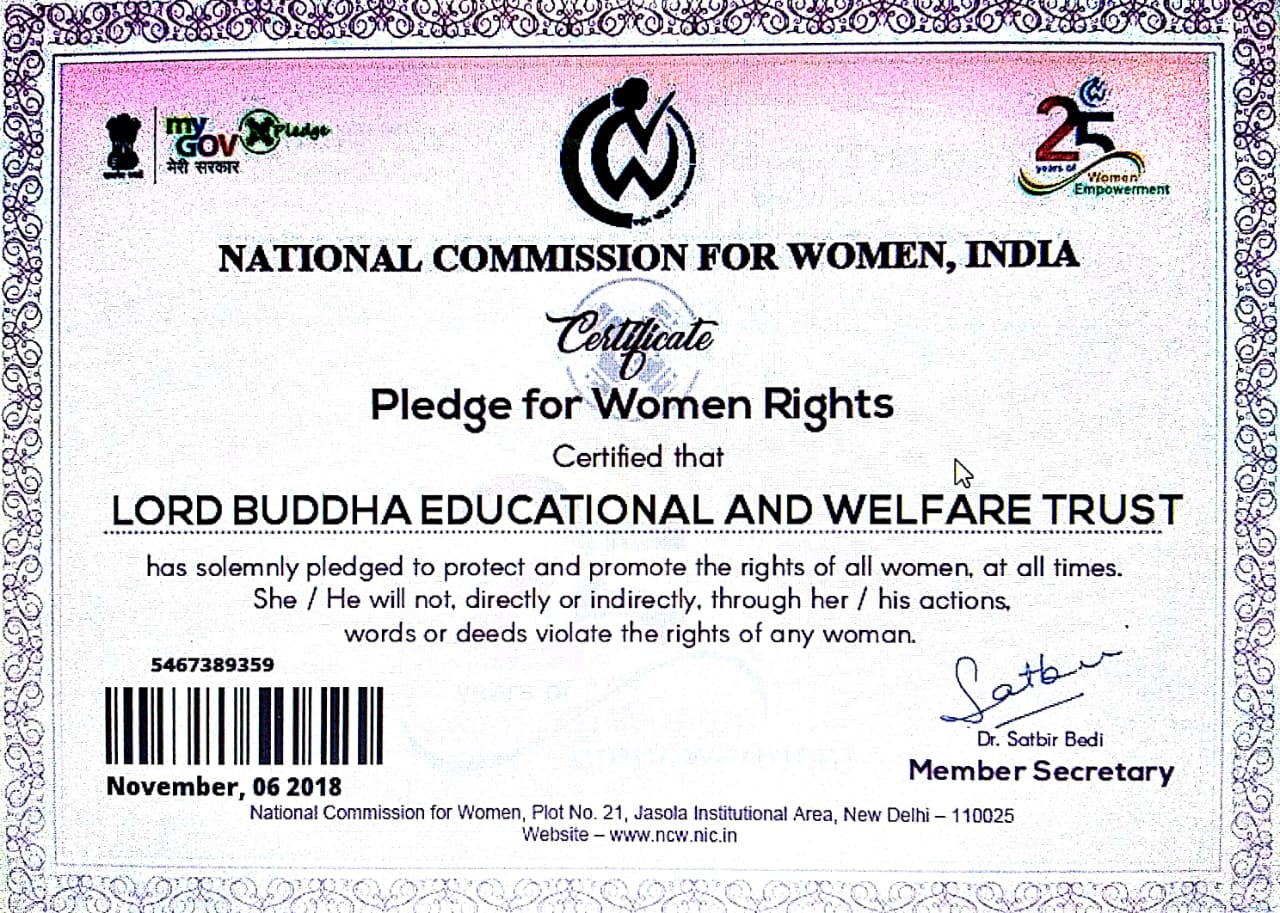 my
GOV
मेरी सरकार
Pledge
25
years of
Women
Empowerment
NATIONAL COMMISSION FOR WOMEN, INDIA
Certificate
Pledge for Women Rights
Certified that
LORD BUDDHA EDUCATIONAL AND WELFARE TRUST
has solemnly pledged to protect and promote the rights of all women, at all times.
She / He will not, directly or indirectly, through her / his actions,
words or deeds violate the rights of any woman.
5467389359
November, 06 2018
Satbir
Dr. Satbir Bedi
Member Secretary
National Commission for Women, Plot No. 21, Jasola Institutional Area, New Delhi – 110025
Website – www.ncw.nic.in